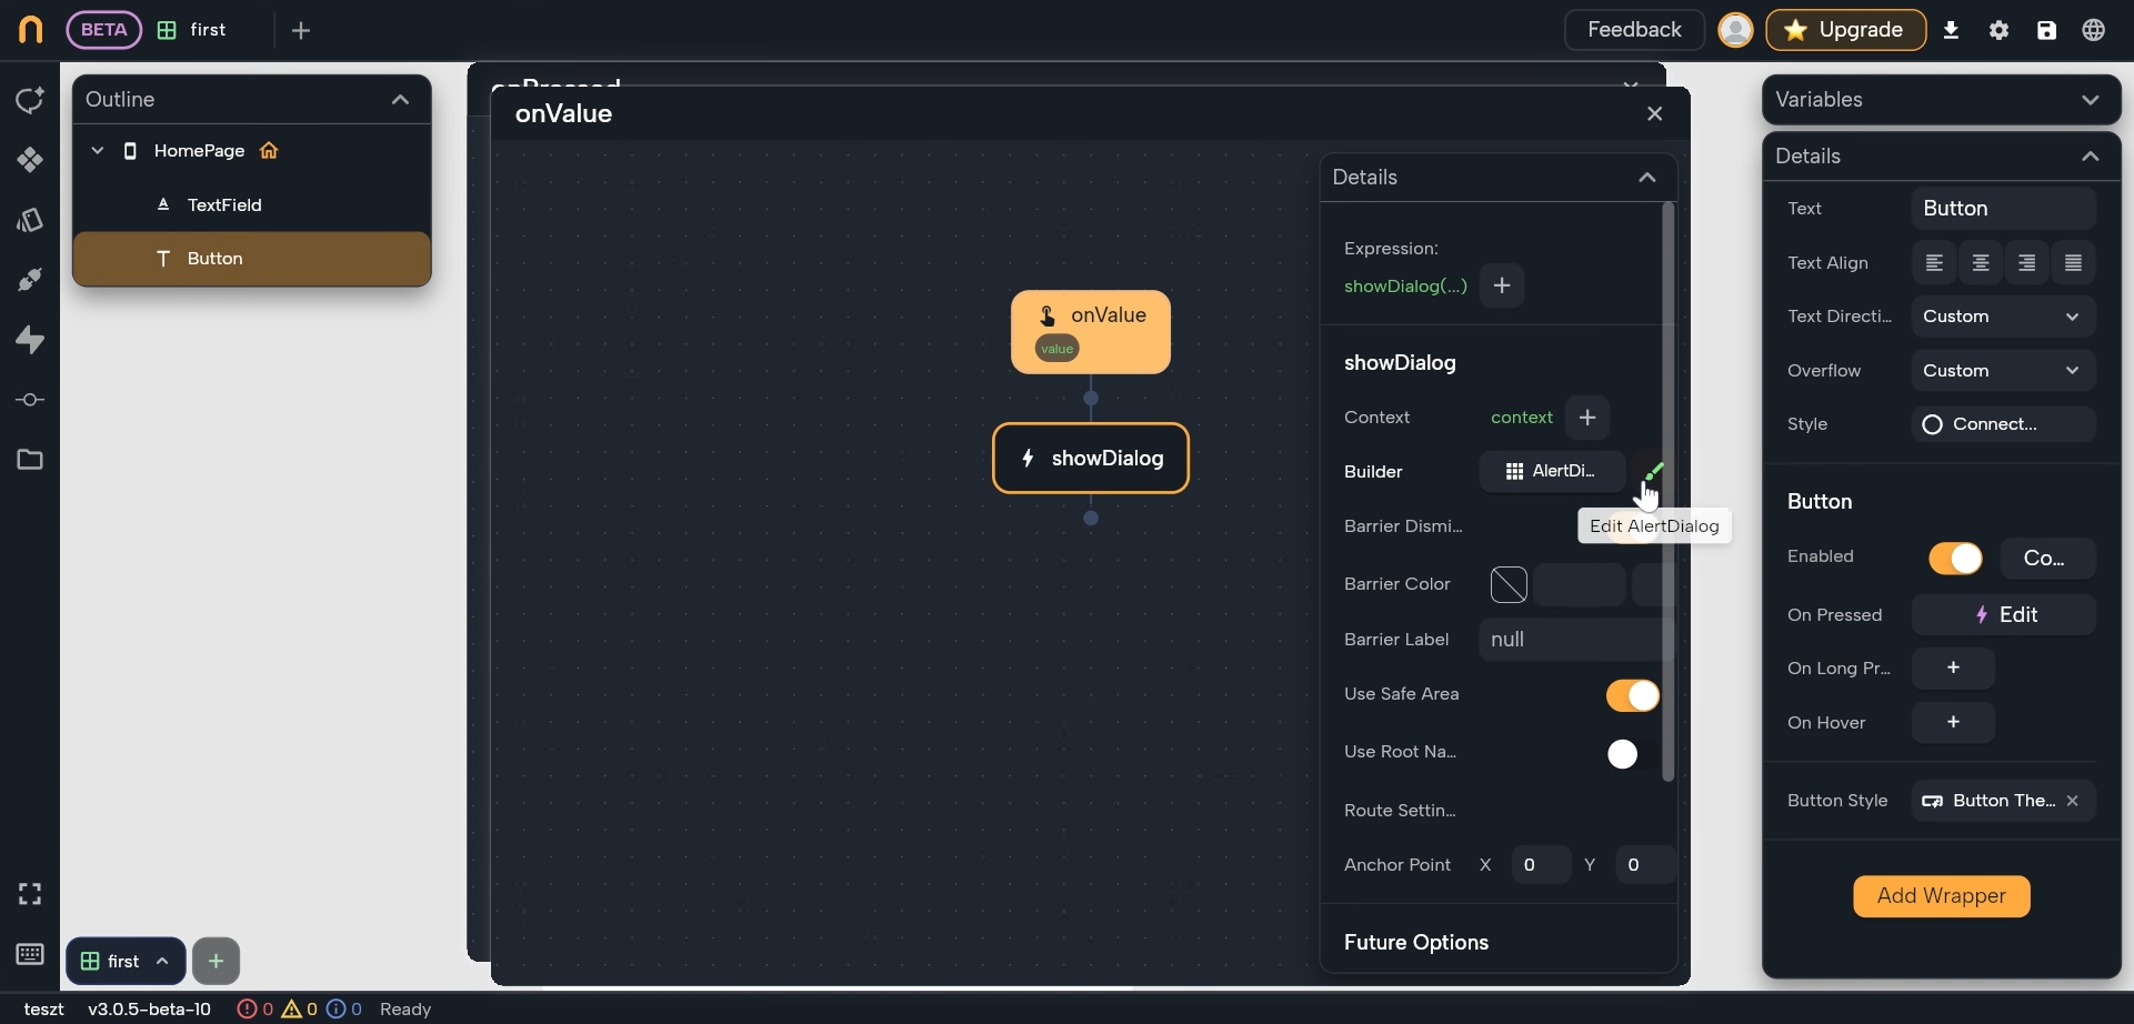 BETA
first
Feedback
Upgrade
Outline
HomePage
TextField
Button
onPressed
onValue
onValue
value
showDialog
Details
Expression:
showDialog(...)
showDialog
Context
context
Builder
AlertDi...
Edit AlertDialog
Barrier Dismi...
Barrier Color
Barrier Label
null
Use Safe Area
Use Root Na...
Route Settin...
Anchor Point
X
0
Y
0
Future Options
Variables
Details
Text
Button
Text Align
Text Directi...
Custom
Overflow
Custom
Style
Connect...
Button
Enabled
Co...
On Pressed
Edit
On Long Pr...
On Hover
Button Style
Button The...
Add Wrapper
first
teszt
v3.0.5-beta-10
0
0
0
Ready